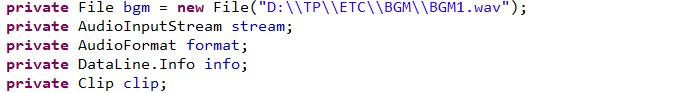 private File bgm = new File("D:\\TP\\ETC\\BGM\\BGM1.wav");
private AudioInputStream stream;
private AudioFormat format;
private DataLine.Info info;
private Clip clip;